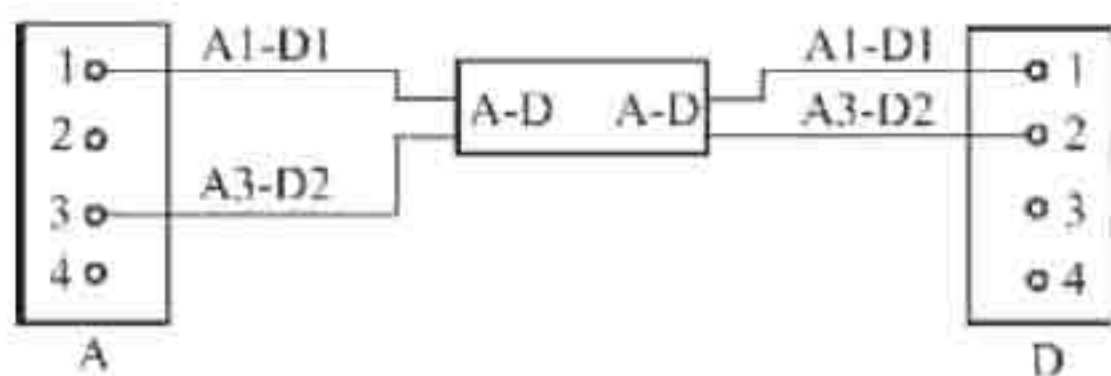 1 A1-D1 A-D A-D A1-D1 1
2 A3-D2 2
3 A3-D2 3
4 4
A D